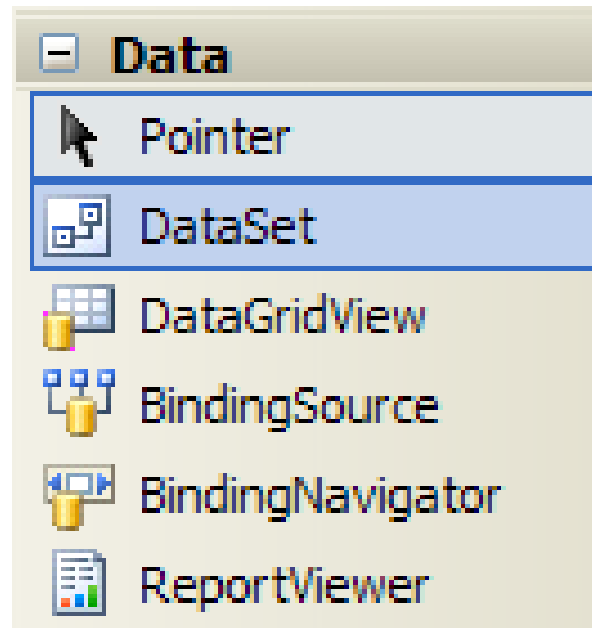 Data
Pointer
DataSet
DataGridView
BindingSource
BindingNavigator
ReportViewer